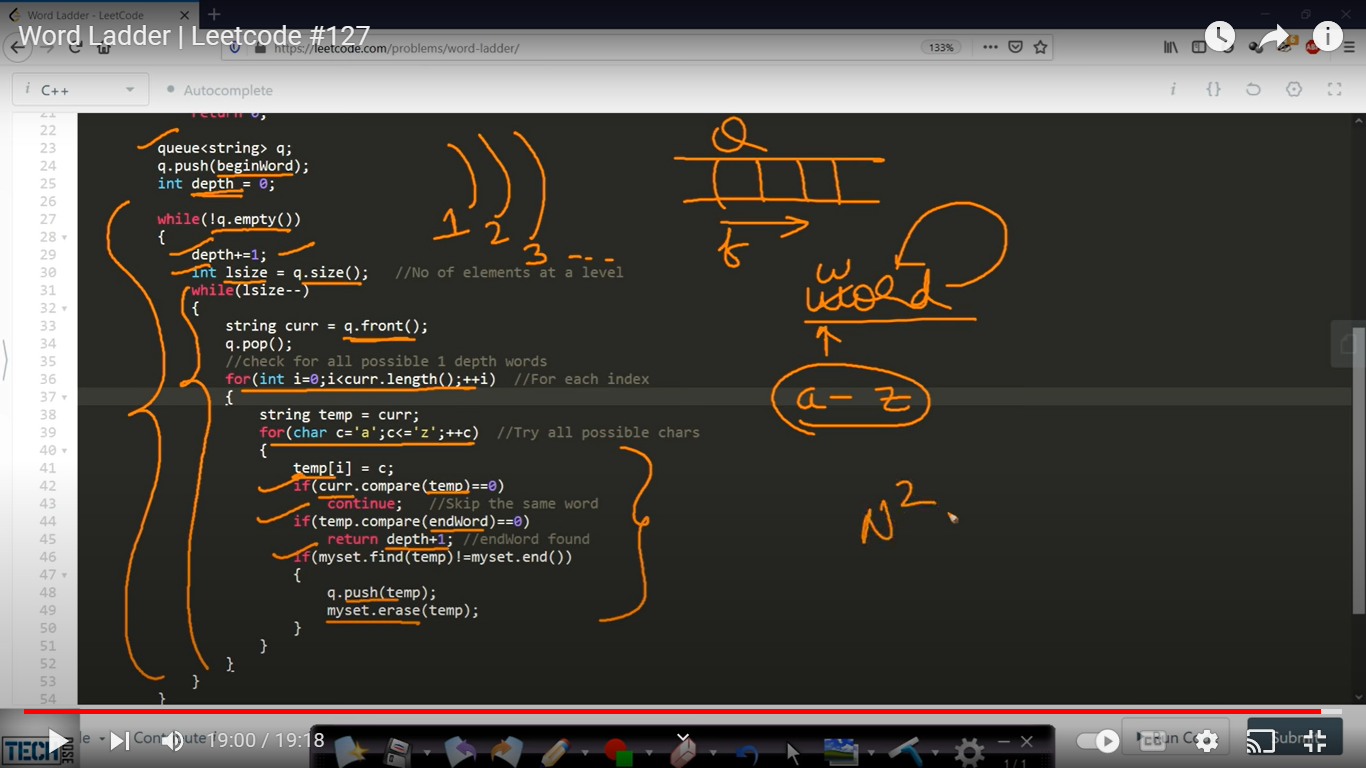 Word Ladder - LeetCode
Word Ladder | Leetcode #127
https://leetcode.com/problems/word-ladder/
133%
i C++
Autocomplete
21 return 0;
22
23 queue<string> q;
24 q.push(beginWord);
25 int depth = 0;
26
27 while(!q.empty())
28 {
29 depth+=1;
30 int lsize = q.size(); //No of elements at a level
31 while(lsize--)
32 {
33 string curr = q.front();
34 q.pop();
35 //check for all possible 1 depth words
36 for(int i=0;i<curr.length();++i) //For each index
37 {
38 string temp = curr;
39 for(char c='a';c<='z';++c) //Try all possible chars
40 {
41 temp[i] = c;
42 if(curr.compare(temp)==0)
43 continue; //Skip the same word
44 if(temp.compare(endWord)==0)
45 return depth+1; //endWord found
46 if(myset.find(temp)!=myset.end())
47 {
48 q.push(temp);
49 myset.erase(temp);
50 }
51 }
52 }
53 }
54 }
1 2 3 ---
Q
w
a - z
N²
19:00 / 19:18
TECH DOSE
1/1
Submit